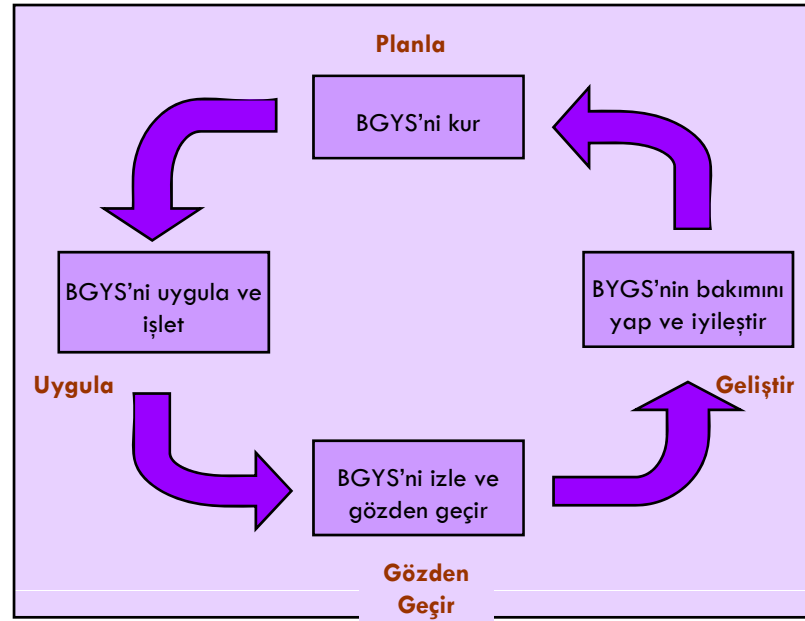 Planla
BGYS’ni kur
BGYS’ni uygula ve
işlet
BYGS’nin bakımını
yap ve iyileştir
Uygula
Geliştir
BGYS’ni izle ve
gözden geçir
Gözden
Geçir